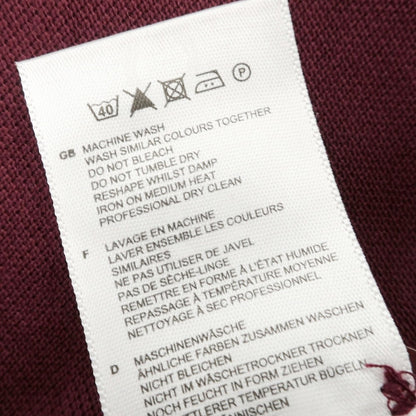 40 P
GB MACHINE WASH
WASH SIMILAR COLOURS TOGETHER
DO NOT BLEACH
DO NOT TUMBLE DRY
RESHAPE WHILST DAMP
IRON ON MEDIUM HEAT
PROFESSIONAL DRY CLEAN
F LAVAGE EN MACHINE
LAVER ENSEMBLE LES COULEURS
SIMILAIRES
NE PAS UTILISER DE JAVEL
PAS DE SÈCHE-LINGE
REMETTRE EN FORME À L'ÉTAT HUMIDE
REPASSAGE À TEMPÉRATURE MOYENNE
NETTOYAGE À SEC PROFESSIONNEL
D MASCHINENWÄSCHE
ÄHNLICHE FARBEN ZUSAMMEN WASCHEN
NICHT BLEICHEN
NICHT IM WÄSCHETROCKNER TROCKNEN
NOCH FEUCHT IN FORM ZIEHEN
TEMPERATUR BÜGELN